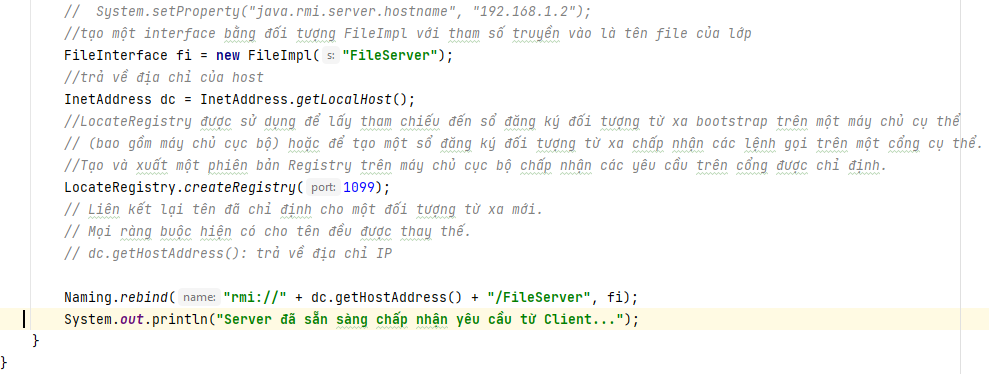 //  System.setProperty("java.rmi.server.hostname", "192.168.1.2");
//tạo một interface bằng đối tượng FileImpl với tham số truyền vào là tên file của lớp
FileInterface fi = new FileImpl( s: "FileServer");
//trả về địa chỉ của host
InetAddress dc = InetAddress.getLocalHost();
//LocateRegistry được sử dụng để lấy tham chiếu đến sổ đăng ký đối tượng từ xa bootstrap trên một máy chủ cụ thể
// (bao gồm máy chủ cục bộ) hoặc để tạo một sổ đăng ký đối tượng từ xa chấp nhận các lệnh gọi trên một cổng cụ thể.
//Tạo và xuất một phiên bản Registry trên máy chủ cục bộ chấp nhận các yêu cầu trên cổng được chỉ định.
LocateRegistry.createRegistry( port: 1099);
// Liên kết lại tên đã chỉ định cho một đối tượng từ xa mới.
// Mọi ràng buộc hiện có cho tên đều được thay thế.
// dc.getHostAddress(): trả về địa chỉ IP
Naming.rebind( name: "rmi://" + dc.getHostAddress() + "/FileServer", fi);
System.out.println("Server đã sẵn sàng chấp nhận yêu cầu từ Client...");
}
}